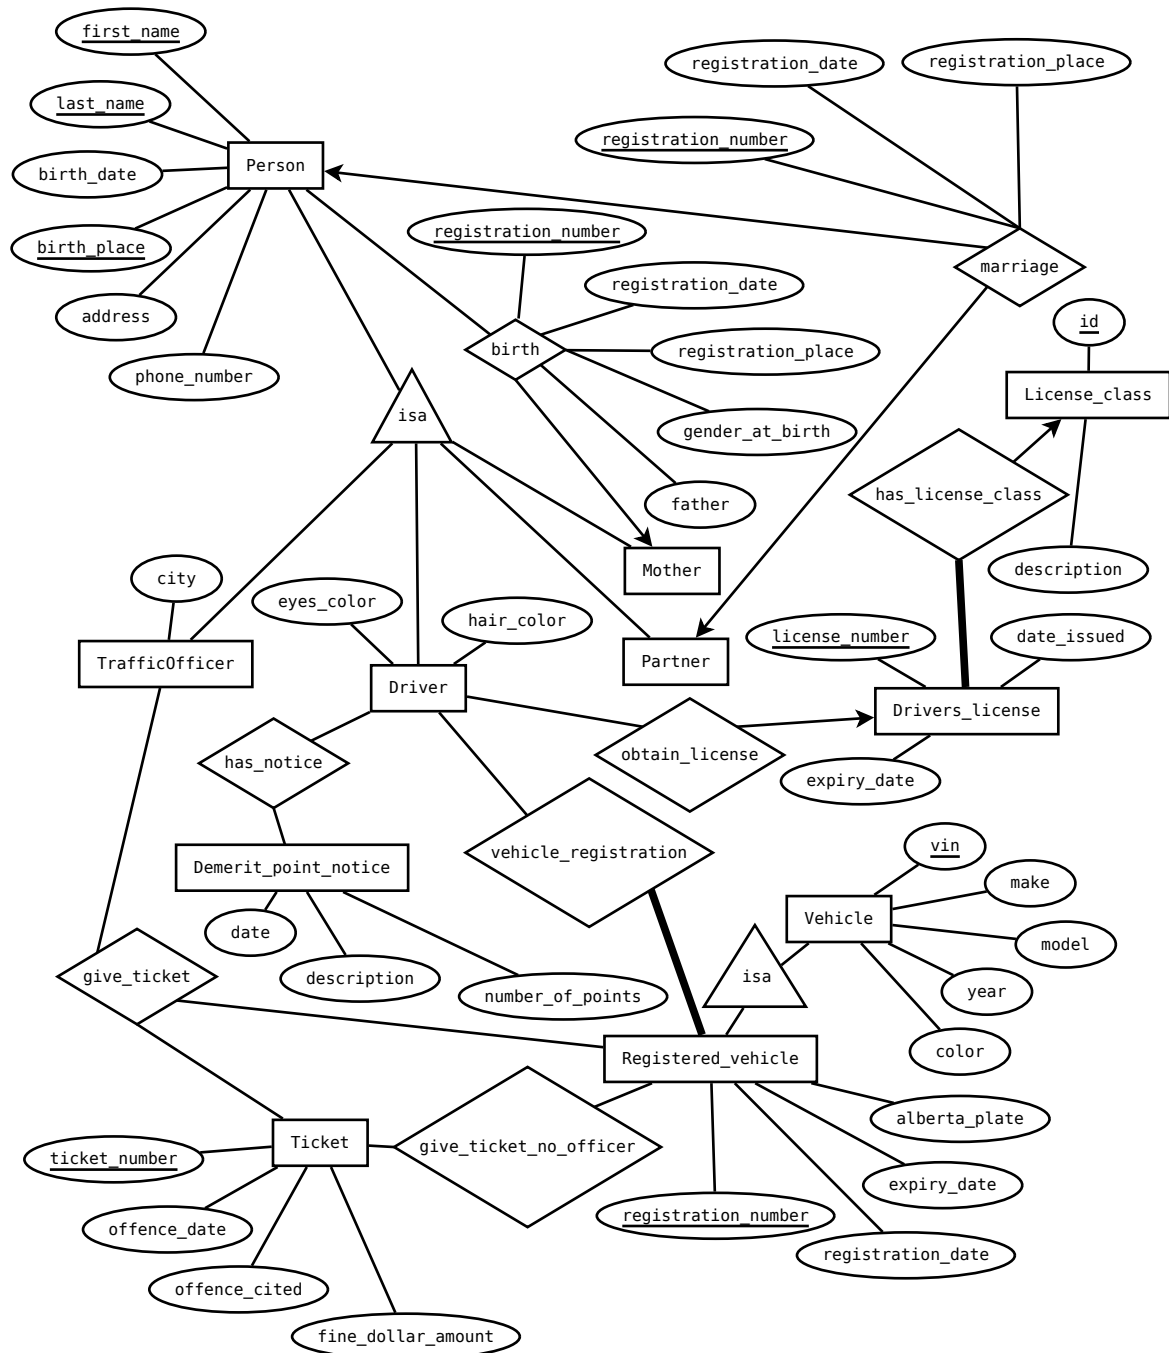 first_name
registration_date
registration_place
last_name
registration_number
Person
birth_date
registration_number
birth_place
marriage
registration_date
address
id
birth
registration_place
phone_number
License_class
isa
gender_at_birth
has_license_class
father
Mother
description
city
eyes_color
hair_color
license_number
date_issued
TrafficOfficer
Partner
Driver
Drivers_license
has_notice
obtain_license
expiry_date
vin
vehicle_registration
Demerit_point_notice
make
Vehicle
date
model
give_ticket
description
isa
year
number_of_points
color
Registered_vehicle
alberta_plate
Ticket
give_ticket_no_officer
ticket_number
expiry_date
registration_number
offence_date
registration_date
offence_cited
fine_dollar_amount